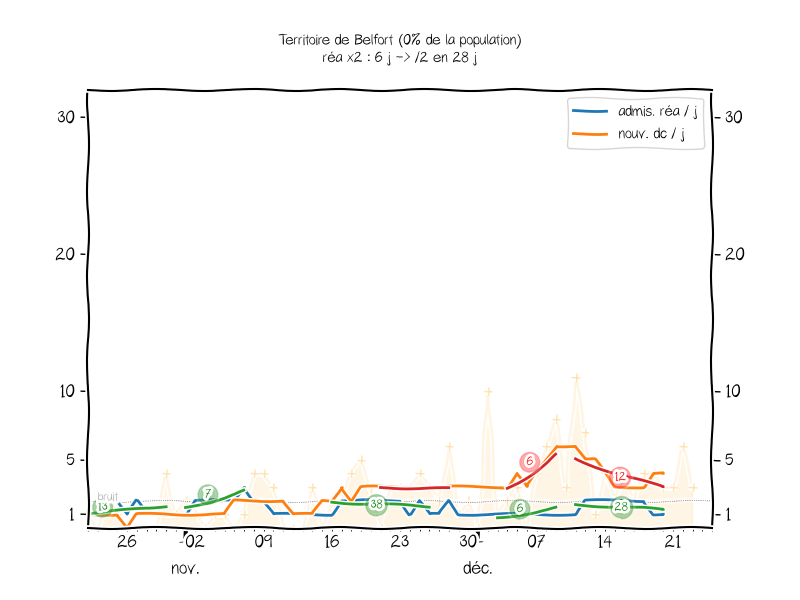 Territoire de Belfort (0% de la population)
réa x2 : 6 j -> /2 en 28 j
admis. réa / j
nouv. dc / j
30 30
20 20
10 10
5 5
1 1
bruit
13 7 38 6 6 12 28
26 02 09 16 23 30 07 14 21
nov. déc.